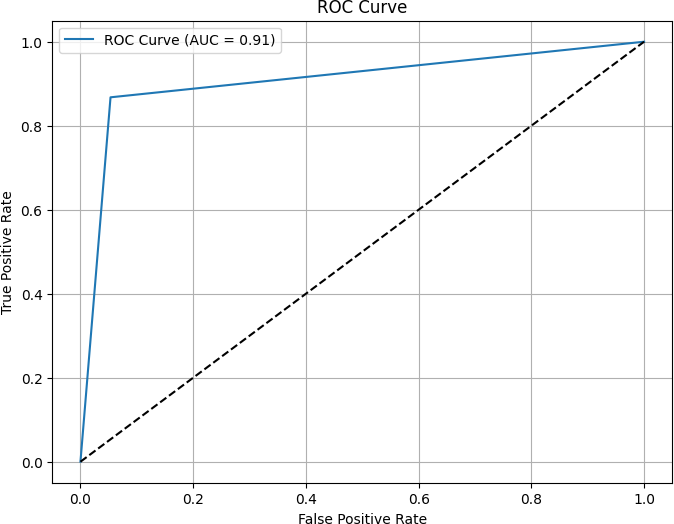 ROC Curve
ROC Curve (AUC = 0.91)
1.0
0.8
0.6
0.4
0.2
0.0
True Positive Rate
0.0 0.2 0.4 0.6 0.8 1.0
False Positive Rate